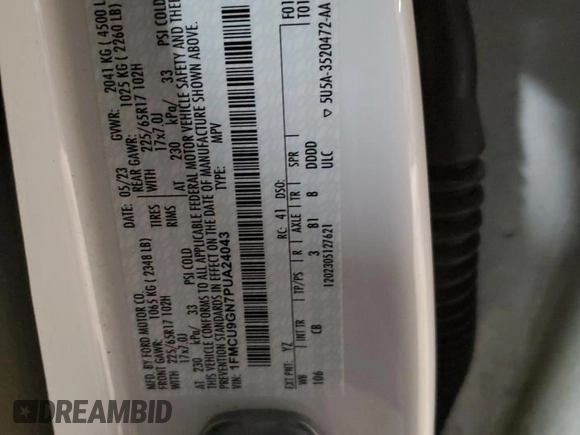 MFD. BY FORD MOTOR CO.
DATE: 05/23 GVWR: 2041 KG ( 4500 L
FRONT GAWR: 1065 KG ( 2348 LB)
REAR GAWR: 1025 KG ( 2260 LB)
WITH 225/65R17 102H TIRES WITH 225/65R17 102H
17x7.0J RIMS 17x7.0J
AT 230 kPa/ 33 PSI COLD AT 230 kPa/ 33 PSI COLD
THIS VEHICLE CONFORMS TO ALL APPLICABLE FEDERAL MOTOR VEHICLE SAFETY AND THE
PREVENTION STANDARDS IN EFFECT ON THE DATE OF MANUFACTURE SHOWN ABOVE.
VIN: 1FMCU9GN7PUA24043
MPV
F01
T01
EXT PNT: YZ RC: 41 DSO:
WB INT TR TP/PS R AXLE TR SPR
106 CB 3 81 8 DDDD
1202305127621 ULC
5U5A-3520472-AA
DREAMBID